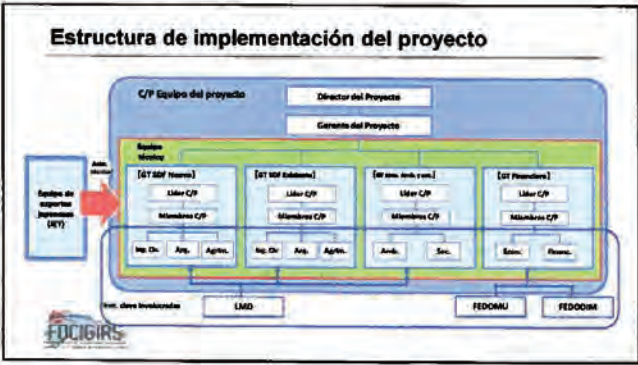 Estructura de implementación del proyecto
C/P Equipo del proyecto
Director del Proyecto
Gerente del Proyecto
Equipo técnico
[GT SDF Nuevo]
[GT SDF Existente]
[GT Financiero]
Líder C/P
Líder C/P
Líder C/P
Líder C/P
Miembros C/P
Miembros C/P
Miembros C/P
Miembros C/P
Ing. Civ.
Arq.
Agrim.
Ing. Civ.
Arq.
Agrim.
Amb.
Soc.
Econ.
Financ.
Equipo de
expertos
japoneses
(JET)
clave involucradas
LMD
FEDOMU
FEDODIM
FOCIGIRS